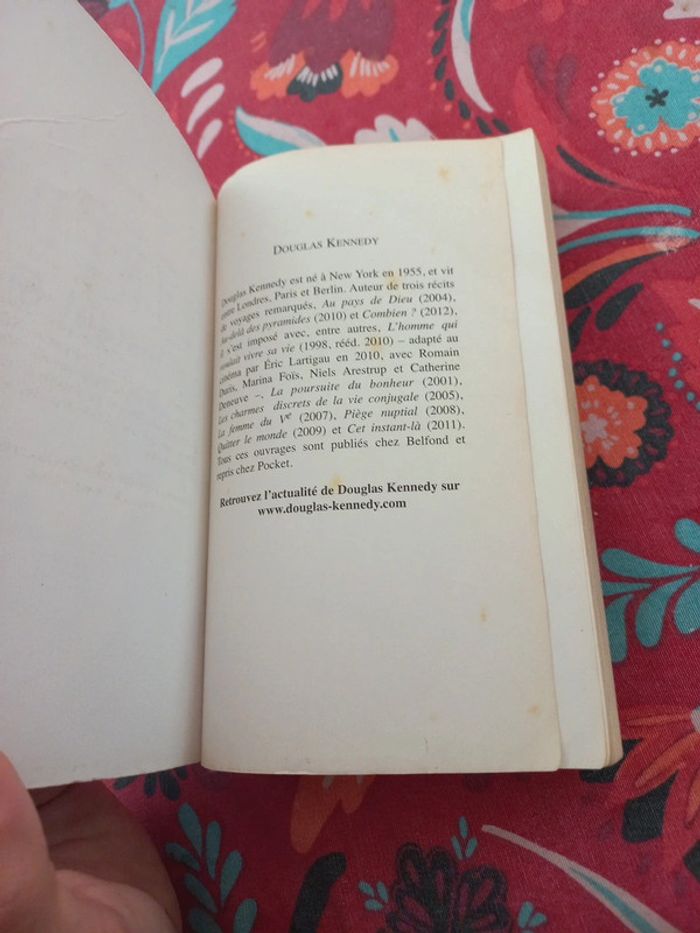 DOUGLAS KENNEDY
Douglas Kennedy est né à New York en 1955, et vit
entre Londres, Paris et Berlin. Auteur de trois récits
de voyages remarqués, Au pays de Dieu (2004),
Au-delà des pyramides (2010) et Combien ? (2012),
il s'est imposé avec, entre autres, L'homme qui
voulait vivre sa vie (1998, rééd. 2010) – adapté au
cinéma par Éric Lartigau en 2010, avec Romain
Duris, Marina Foïs, Niels Arestrup et Catherine
Deneuve –, La poursuite du bonheur (2001),
Les charmes discrets de la vie conjugale (2005),
La femme du Ve (2007), Piège nuptial (2008),
Quitter le monde (2009) et Cet instant-là (2011).
Tous ces ouvrages sont publiés chez Belfond et
repris chez Pocket.
Retrouvez l'actualité de Douglas Kennedy sur
www.douglas-kennedy.com